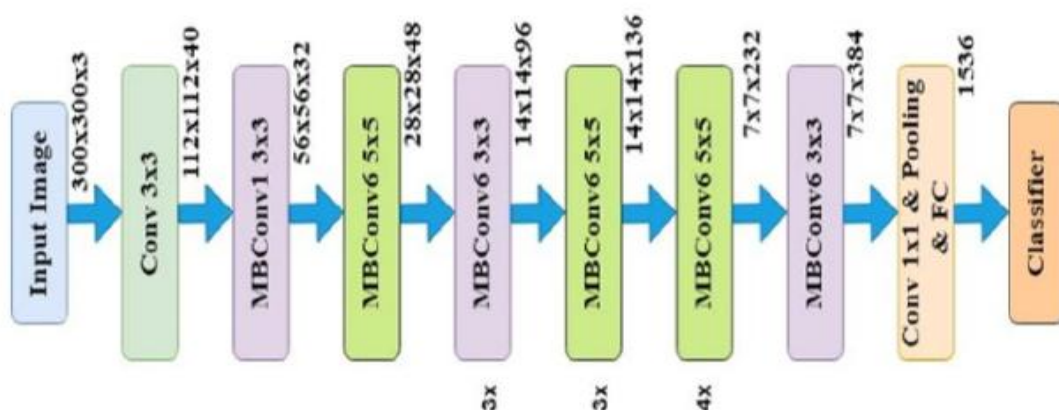 Input Image
300x300x3
Conv 3x3
112x112x40
MBConv1 3x3
56x56x32
MBConv6 5x5
28x28x48
MBConv6 3x3
3x
14x14x96
MBConv6 5x5
3x
14x14x136
MBConv6 5x5
4x
7x7x232
MBConv6 3x3
7x7x384
Conv 1x1 & Pooling
& FC
1536
Classifier